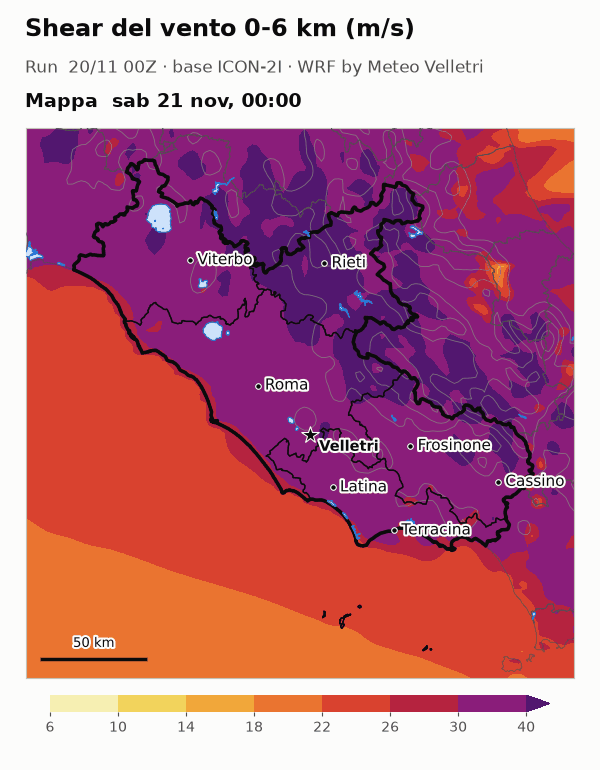 Shear del vento 0-6 km (m/s)
Run  20/11 00Z · base ICON-2I · WRF by Meteo Velletri
Mappa  sab 21 nov, 00:00
Viterbo
Rieti
Roma
Velletri
Frosinone
Cassino
Latina
Terracina
50 km
6 10 14 18 22 26 30 40